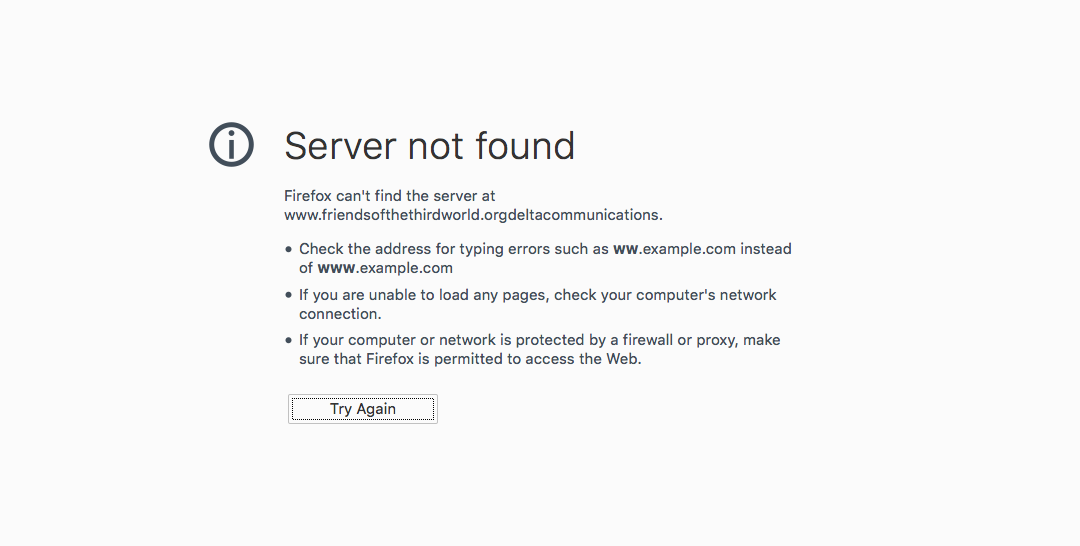 Server not found
Firefox can't find the server at
www.friendsofthethirdworld.orgdeltacommunications.
• Check the address for typing errors such as ww.example.com instead
of www.example.com
• If you are unable to load any pages, check your computer's network
connection.
• If your computer or network is protected by a firewall or proxy, make
sure that Firefox is permitted to access the Web.
Try Again